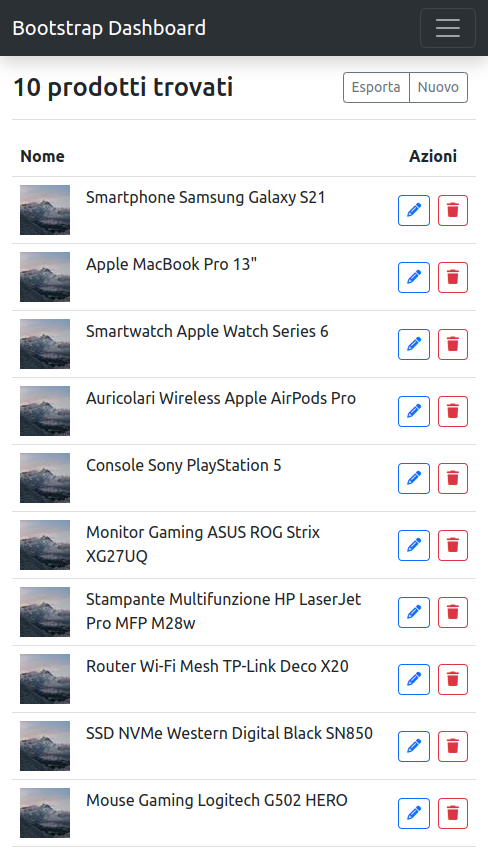 Bootstrap Dashboard
10 prodotti trovati
Esporta Nuovo
Nome Azioni
Smartphone Samsung Galaxy S21
Apple MacBook Pro 13"
Smartwatch Apple Watch Series 6
Auricolari Wireless Apple AirPods Pro
Console Sony PlayStation 5
Monitor Gaming ASUS ROG Strix
XG27UQ
Stampante Multifunzione HP LaserJet
Pro MFP M28w
Router Wi-Fi Mesh TP-Link Deco X20
SSD NVMe Western Digital Black SN850
Mouse Gaming Logitech G502 HERO